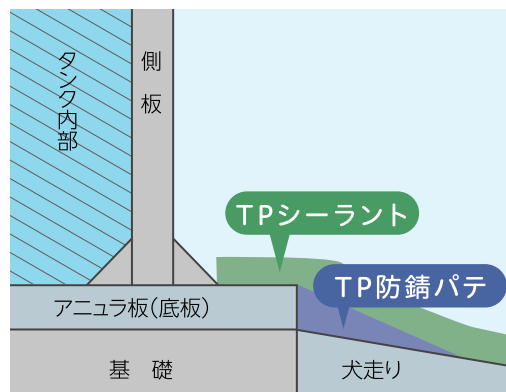 タンク内部
側板
TPシーラント
TP防錆パテ
アニュラ板(底板)
基 礎
犬走り